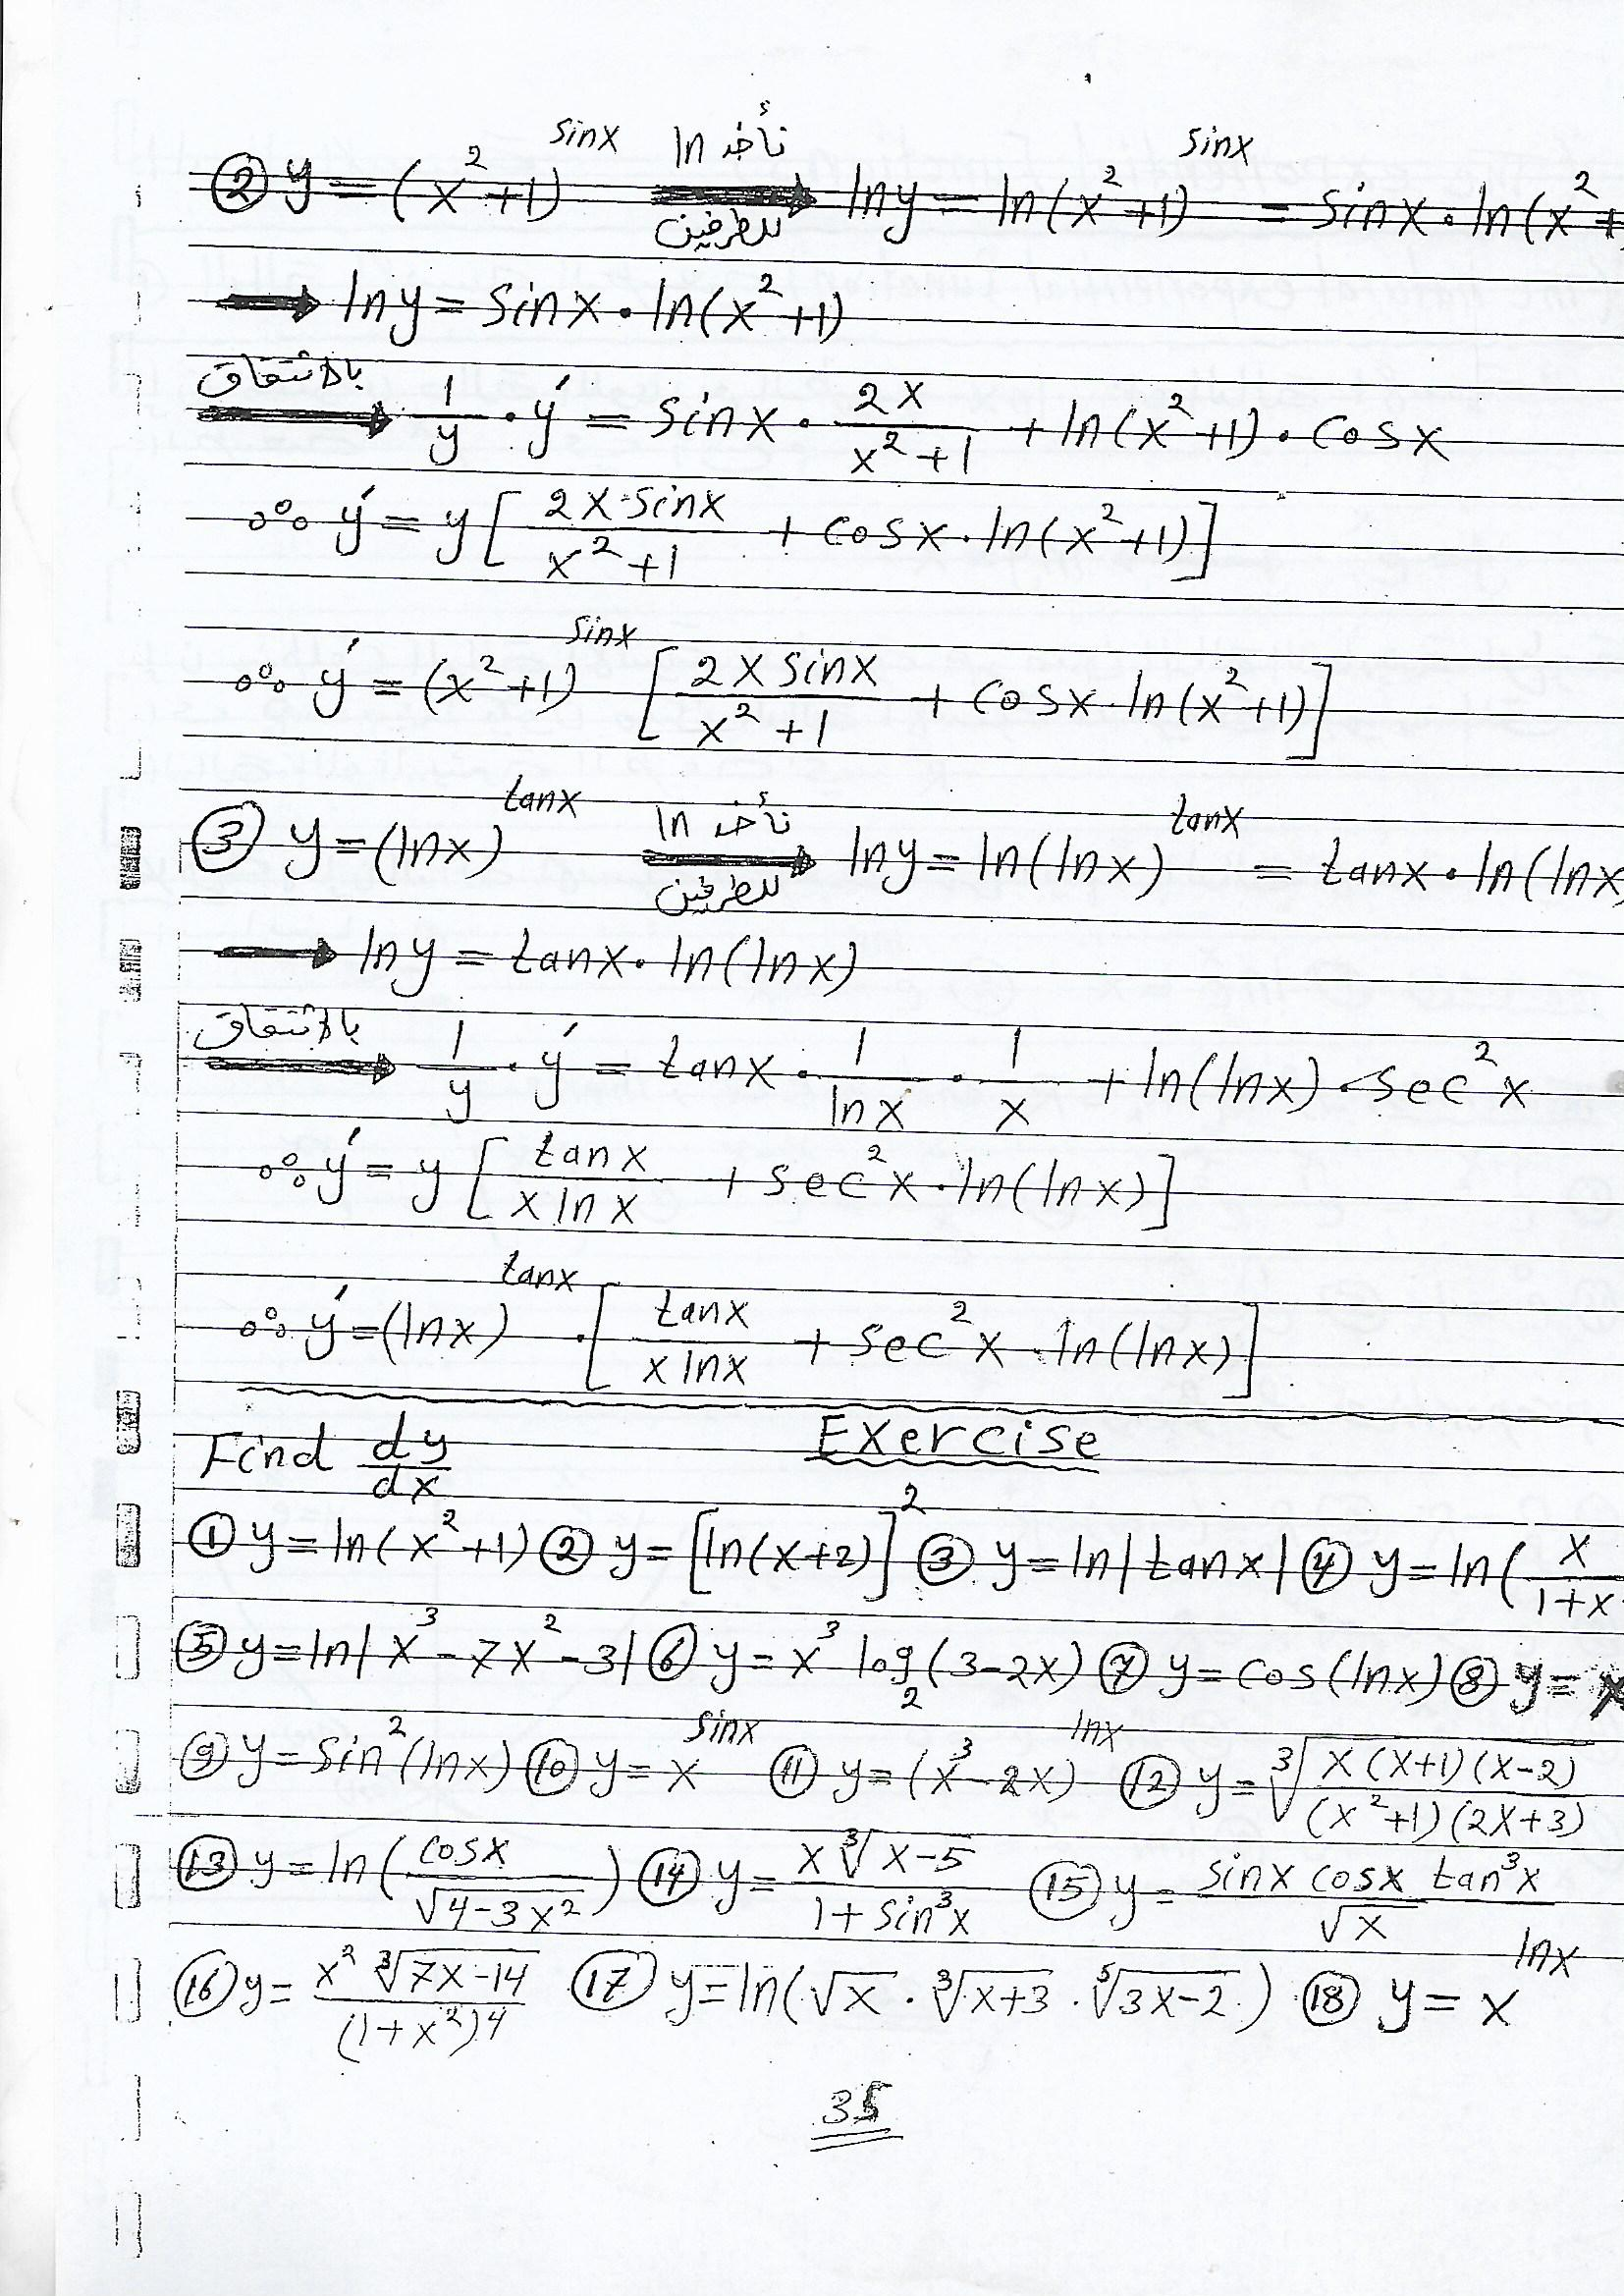 ② y = (x²+1)^sinx نأخذ ln للطرفين ⟹ lny = ln(x²+1)^sinx = sinx · ln(x²+
⟶ lny = sinx · ln(x²+1)
بالاشتقاق ⟹ 1/y · y′ = sinx · 2x/(x²+1) + ln(x²+1) · cosx
∴ y′ = y [ 2x·sinx/(x²+1) + cosx · ln(x²+1) ]
∴ y′ = (x²+1)^sinx [ 2x sinx/(x²+1) + cosx · ln(x²+1) ]
③ y = (lnx)^tanx نأخذ ln للطرفين ⟹ lny = ln(lnx)^tanx = tanx · ln(lnx)
⟶ lny = tanx · ln(lnx)
بالاشتقاق ⟹ 1/y · y′ = tanx · 1/lnx · 1/x + ln(lnx) · sec²x
∴ y′ = y [ tanx/(x lnx) + sec²x · ln(lnx) ]
∴ y′ = (lnx)^tanx · [ tanx/(x lnx) + sec²x · ln(lnx) ]
Find dy/dx Exercise
① y = ln(x²+1) ② y = [ln(x+2)]² ③ y = ln|tanx| ④ y = ln(x/(1+x
⑤ y = ln|x³-7x²-3| ⑥ y = x³ log₂(3-2x) ⑦ y = cos(lnx) ⑧ y = x
⑨ y = sin²(lnx) ⑩ y = x^sinx ⑪ y = (x³-2x)^lnx ⑫ y = ∛(x(x+1)(x-2)/((x²+1)(2x+3)))
⑬ y = ln(cosx/√(4-3x²)) ⑭ y = x∛(x-5)/(1+sin³x) ⑮ y = sinx cosx tan³x/√x
⑯ y = x² ∛(7x-14)/(1+x²)⁴ ⑰ y = ln(√x · ∛(x+3) · ⁵√(3x-2)) ⑱ y = x^lnx
35